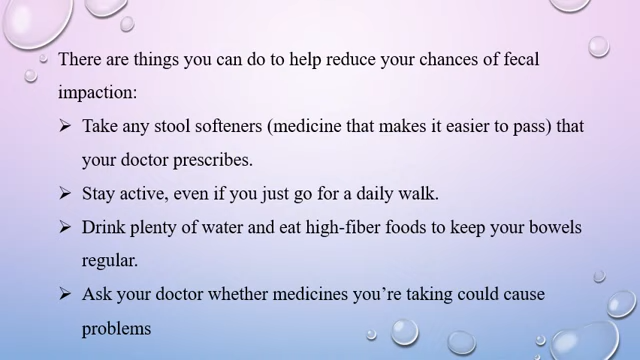 There are things you can do to help reduce your chances of fecal
impaction:
➢ Take any stool softeners (medicine that makes it easier to pass) that
your doctor prescribes.
➢ Stay active, even if you just go for a daily walk.
➢ Drink plenty of water and eat high-fiber foods to keep your bowels
regular.
➢ Ask your doctor whether medicines you’re taking could cause
problems